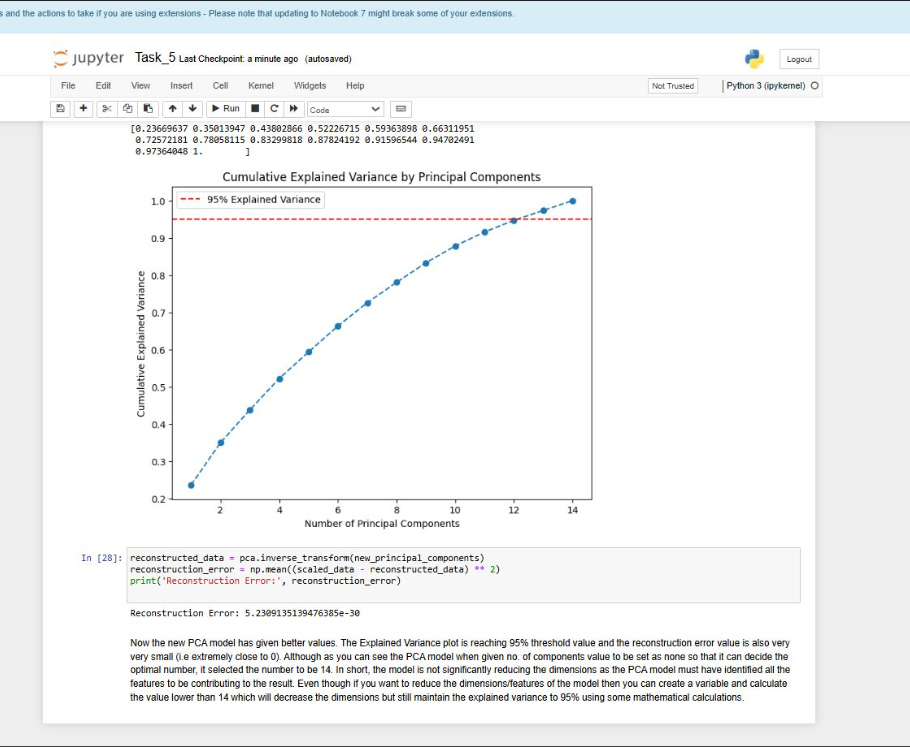 s and the actions to take if you are using extensions - Please note that updating to Notebook 7 might break some of your extensions.
jupyter Task_5 Last Checkpoint: a minute ago (autosaved)
Logout
File Edit View Insert Cell Kernel Widgets Help
Not Trusted
Python 3 (ipykernel)
Run
Code
[0.23669637 0.35013947 0.43802866 0.52226715 0.59363898 0.66311951
0.72572181 0.78058115 0.83299818 0.87824192 0.91596544 0.94702491
0.97364048 1. ]
Cumulative Explained Variance by Principal Components
95% Explained Variance
1.0
0.9
0.8
0.7
0.6
0.5
0.4
0.3
0.2
Cumulative Explained Variance
2 4 6 8 10 12 14
Number of Principal Components
In [28]:
reconstructed_data = pca.inverse_transform(new_principal_components)
reconstruction_error = np.mean((scaled_data - reconstructed_data) ** 2)
print('Reconstruction Error:', reconstruction_error)
Reconstruction Error: 5.2309135139476385e-30
Now the new PCA model has given better values. The Explained Variance plot is reaching 95% threshold value and the reconstruction error value is also very
very small (i.e extremely close to 0). Although as you can see the PCA model when given no. of components value to be set as none so that it can decide the
optimal number, it selected the number to be 14. In short, the model is not significantly reducing the dimensions as the PCA model must have identified all the
features to be contributing to the result. Even though if you want to reduce the dimensions/features of the model then you can create a variable and calculate
the value lower than 14 which will decrease the dimensions but still maintain the explained variance to 95% using some mathematical calculations.